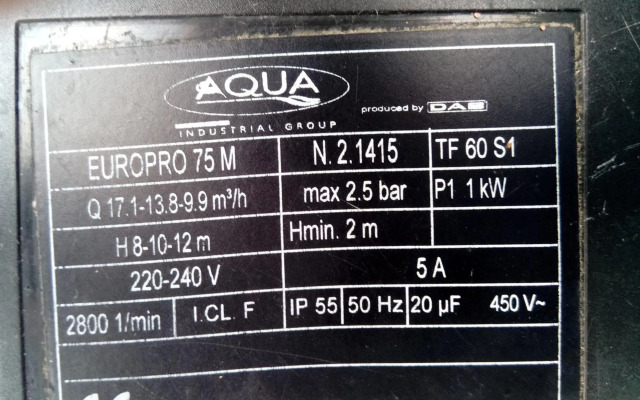 AQUA
INDUSTRIAL GROUP
produced by DAB
EUROPRO 75 M N. 2.1415 TF 60 S1
Q 17.1-13.8-9.9 m³/h max 2.5 bar P1 1 kW
H 8-10-12 m Hmin. 2 m
220-240 V 5 A
2800 1/min I.CL. F IP 55 50 Hz 20 µF 450 V~